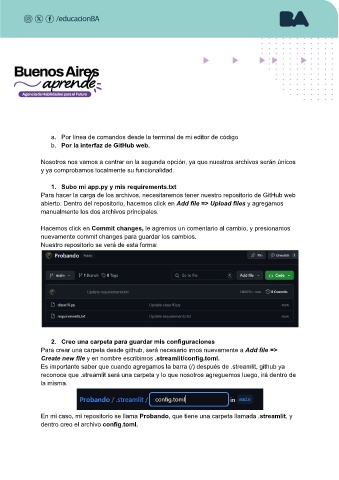 /educacionBA
BA
Buenos Aires
aprende
Agencia de Habilidades para el Futuro
a. Por línea de comandos desde la terminal de mi editor de código
b. Por la interfaz de GitHub web.
Nosotros nos vamos a centrar en la segunda opción, ya que nuestros archivos serán únicos
y ya comprobamos localmente su funcionalidad.
1. Subo mi app.py y mis requirements.txt
Para hacer la carga de los archivos, necesitaremos tener nuestro repositorio de GitHub web
abierto. Dentro del repositorio, hacemos click en Add file => Upload files y agregamos
manualmente los dos archivos principales.
Hacemos click en Commit changes, le agremos un comentario al cambio, y presionamos
nuevamente commit changes para guardar los cambios.
Nuestro repositorio se verá de esta forma:
Probando Public Pin Unwatch 1
main 1 Branch 0 Tags Go to file Add file Code
Update requirements.txt now
Update requirements.txt now
requirements.txt
2. Creo una carpeta para guardar mis configuraciones
Para crear una carpeta desde github, será necesario irnos nuevamente a Add file =>
Create new file y en nombre escribimos .streamlit/config.toml.
Es importante saber que cuando agregamos la barra (/) después de .streamlit, github ya
reconoce que .streamlit será una carpeta y lo que nosotros agreguemos luego, irá dentro de
la misma.
Probando / .streamlit / config.toml in main
En mi caso, mi repositorio se llama Probando, que tiene una carpeta llamada .streamlit, y
dentro creo el archivo config.toml.